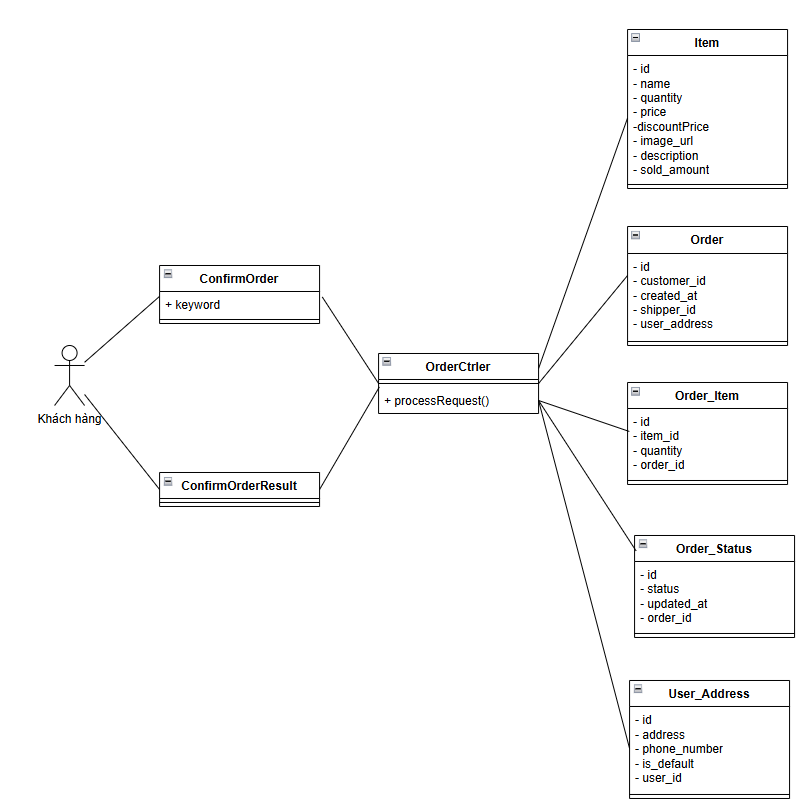 Item
- id
- name
- quantity
- price
-discountPrice
- image_url
- description
- sold_amount
Order
- id
- customer_id
- created_at
- shipper_id
- user_address
ConfirmOrder
+ keyword
Khách hàng
OrderCtrler
+ processRequest()
Order_Item
- id
- item_id
- quantity
- order_id
ConfirmOrderResult
Order_Status
- id
- status
- updated_at
- order_id
User_Address
- id
- address
- phone_number
- is_default
- user_id